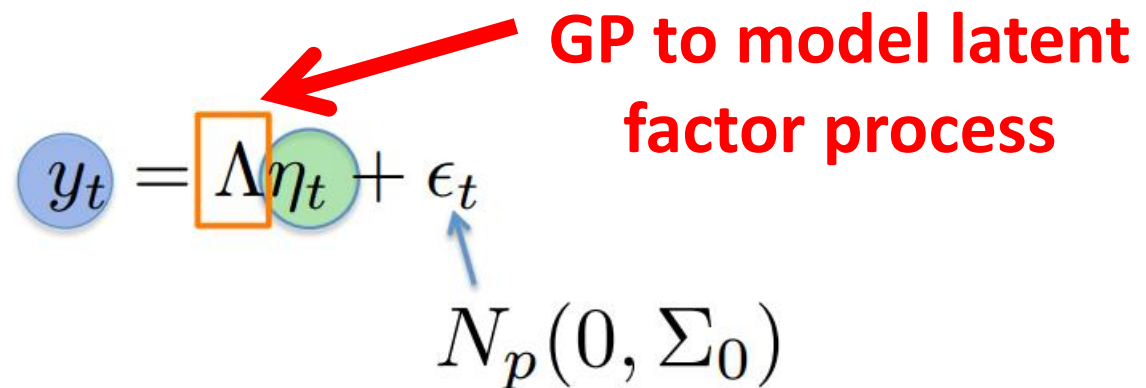 GP to model latent
factor process
y_t = Λη_t + ϵ_t
N_p(0, Σ_0)